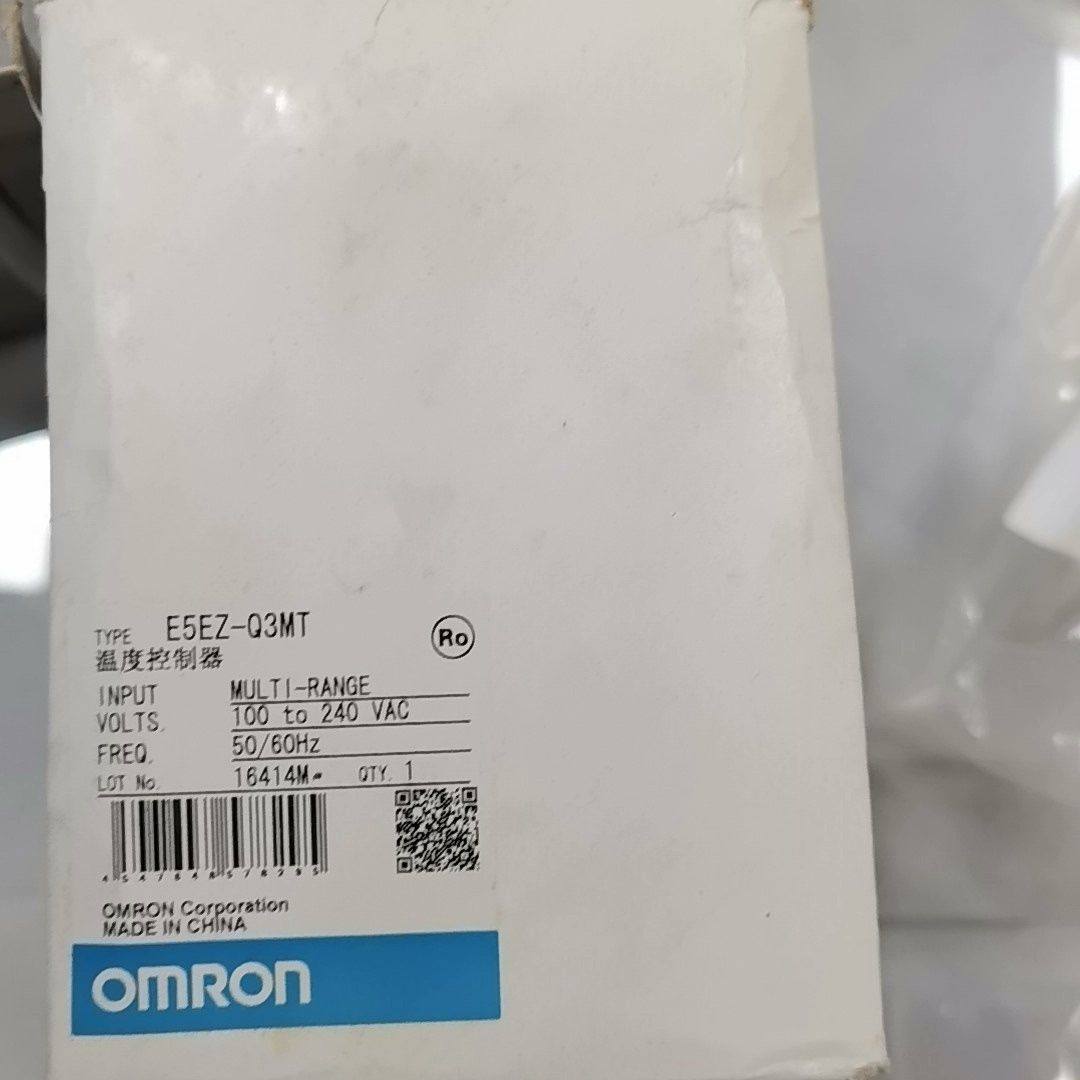 TYPE E5EZ-Q3MT
Ro
温度控制器
INPUT MULTI-RANGE
VOLTS. 100 to 240 VAC
FREQ. 50/60Hz
LOT No. 16414M QTY. 1
OMRON Corporation
MADE IN CHINA
OMRON